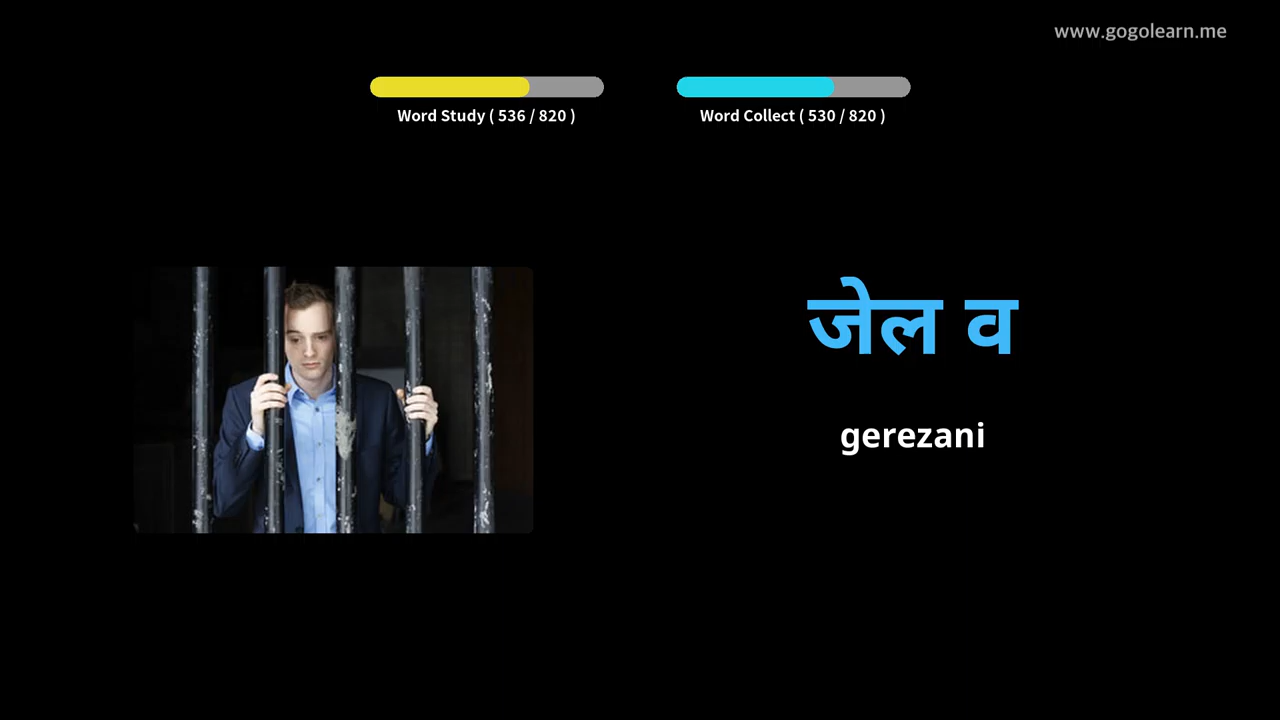 www.gogolearn.me
Word Study ( 536 / 820 )
Word Collect ( 530 / 820 )
जेल व
gerezani